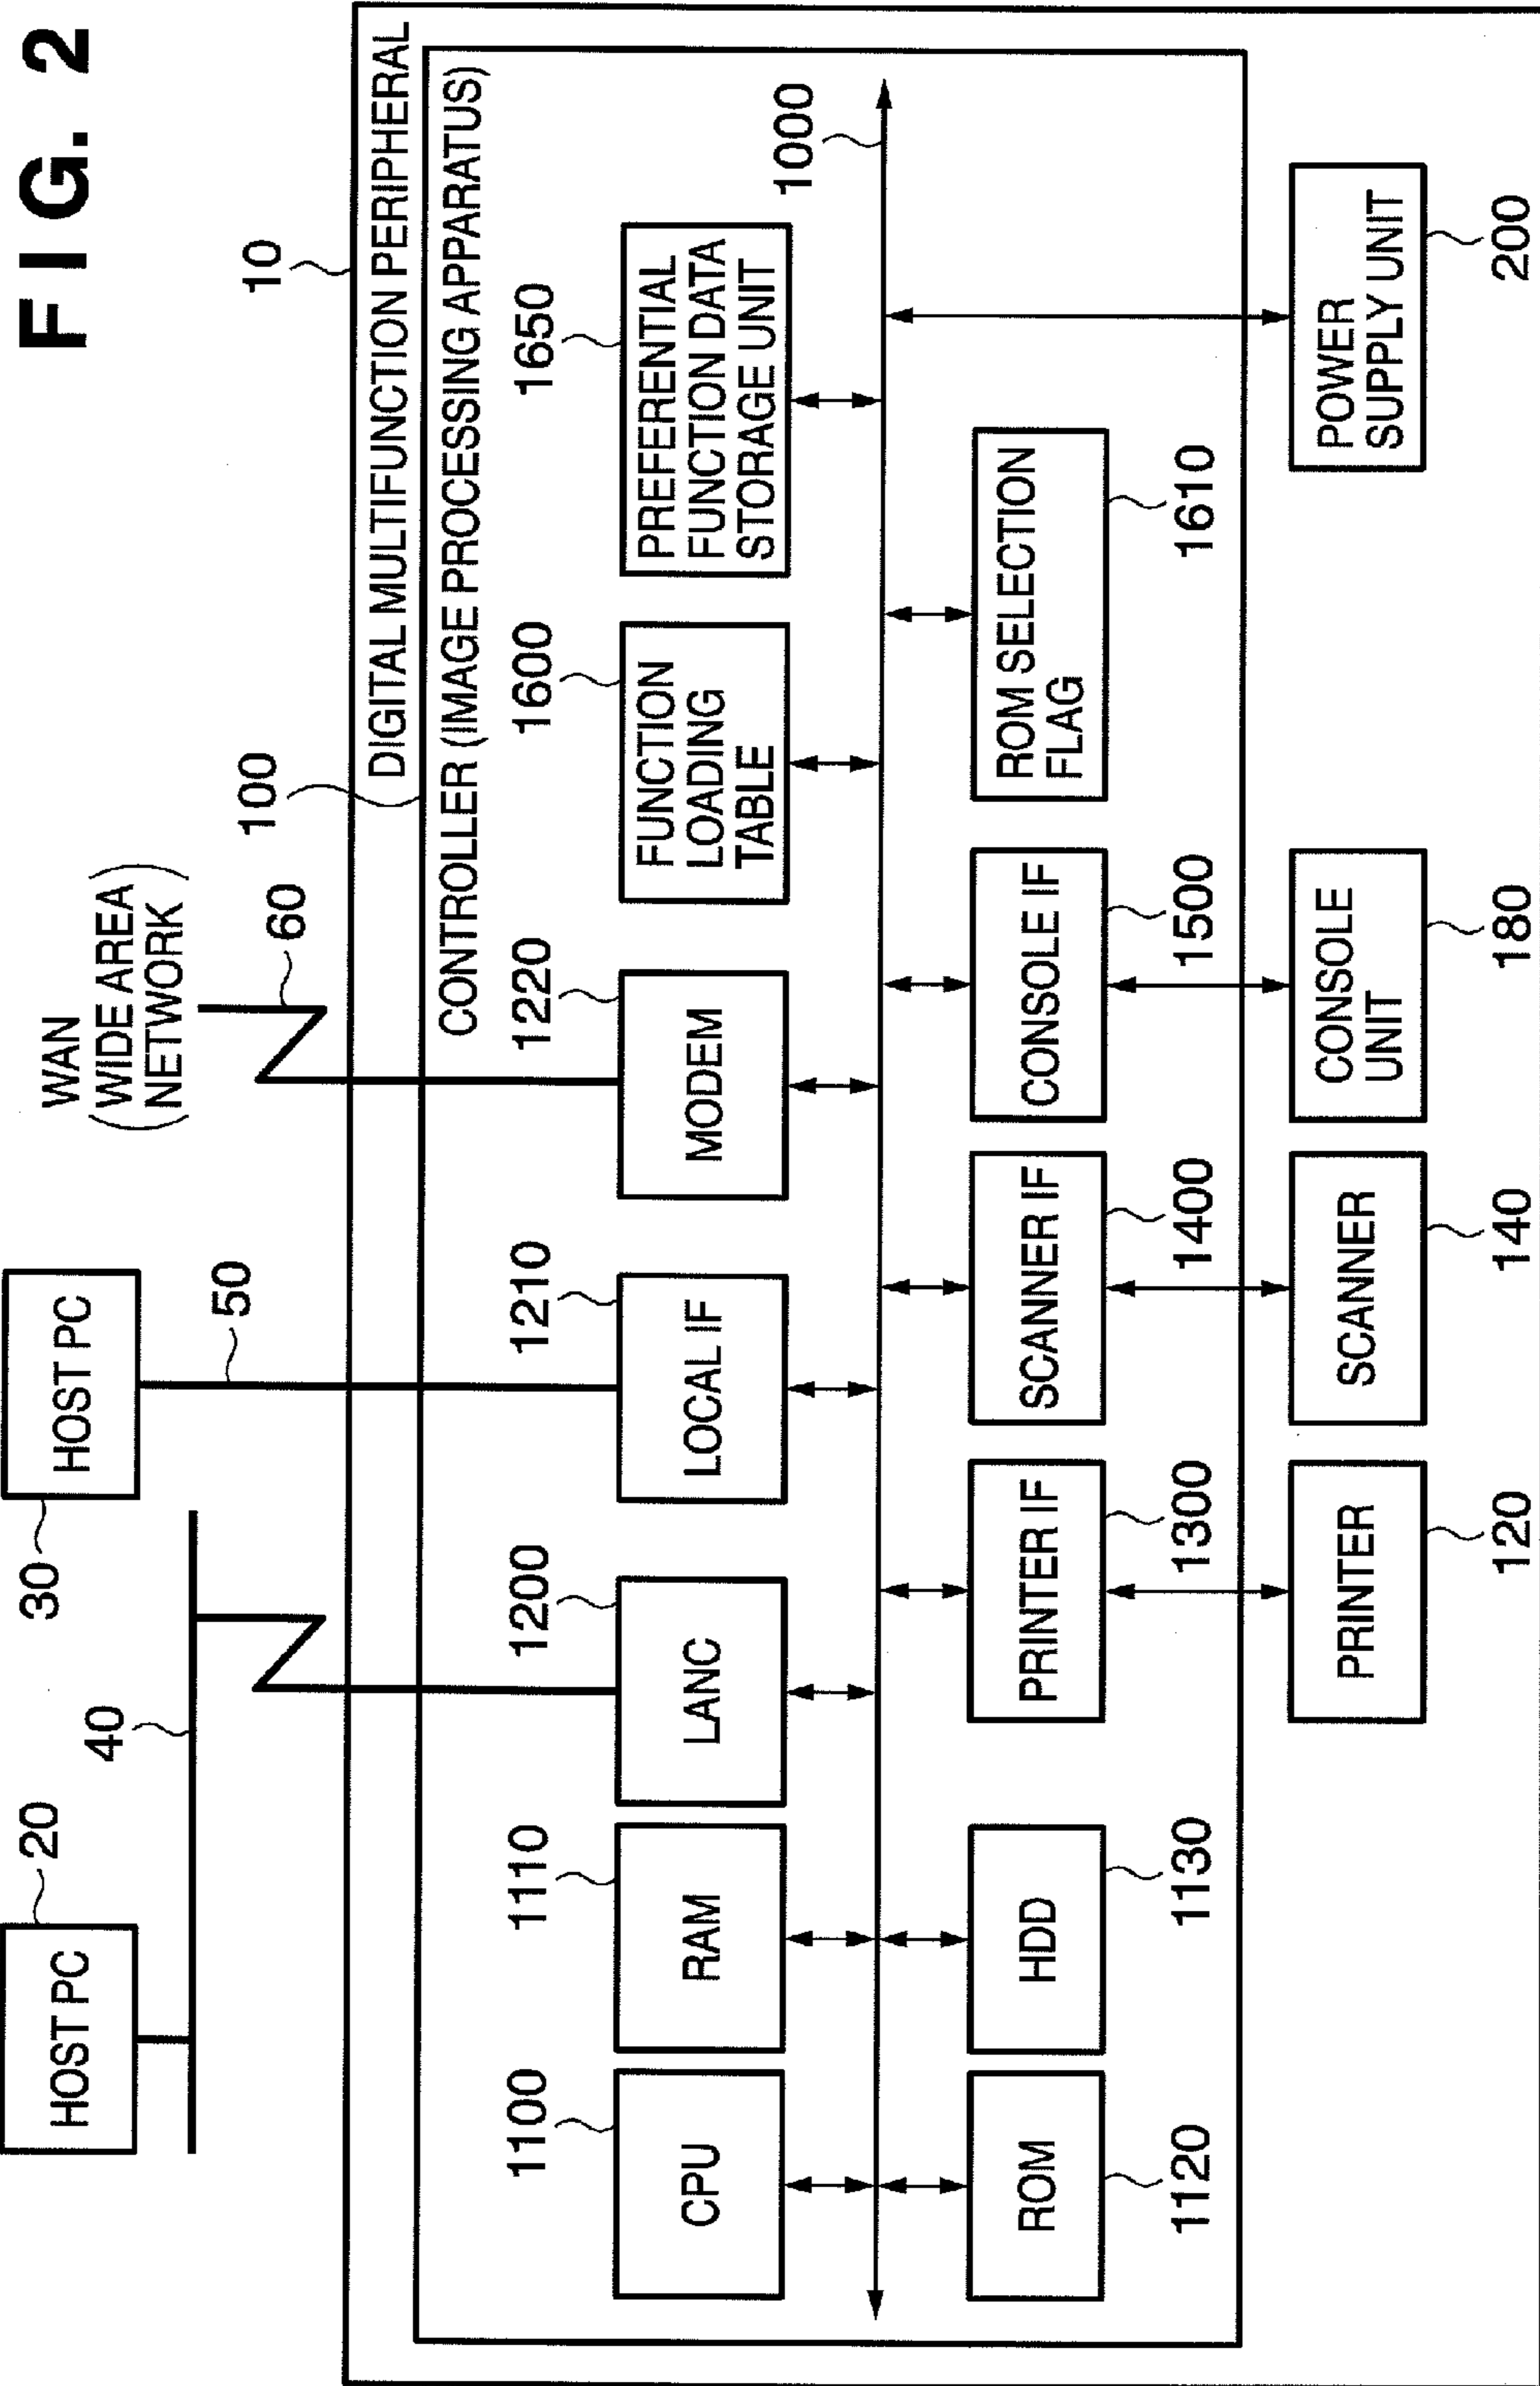 FIG. 2
HOST PC
20
40
30
HOST PC
50
WAN
(WIDE AREA
NETWORK)
60
100
10
DIGITAL MULTIFUNCTION PERIPHERAL
CONTROLLER (IMAGE PROCESSING APPARATUS)
1100
1110
1200
1210
1220
1600
1650
CPU
RAM
LANC
LOCAL IF
MODEM
FUNCTION
LOADING
TABLE
PREFERENTIAL
FUNCTION DATA
STORAGE UNIT
1000
ROM
HDD
PRINTER IF
SCANNER IF
CONSOLE IF
ROM SELECTION
FLAG
1120
1130
1300
1400
1500
1610
PRINTER
SCANNER
CONSOLE
UNIT
POWER
SUPPLY UNIT
120
140
180
200